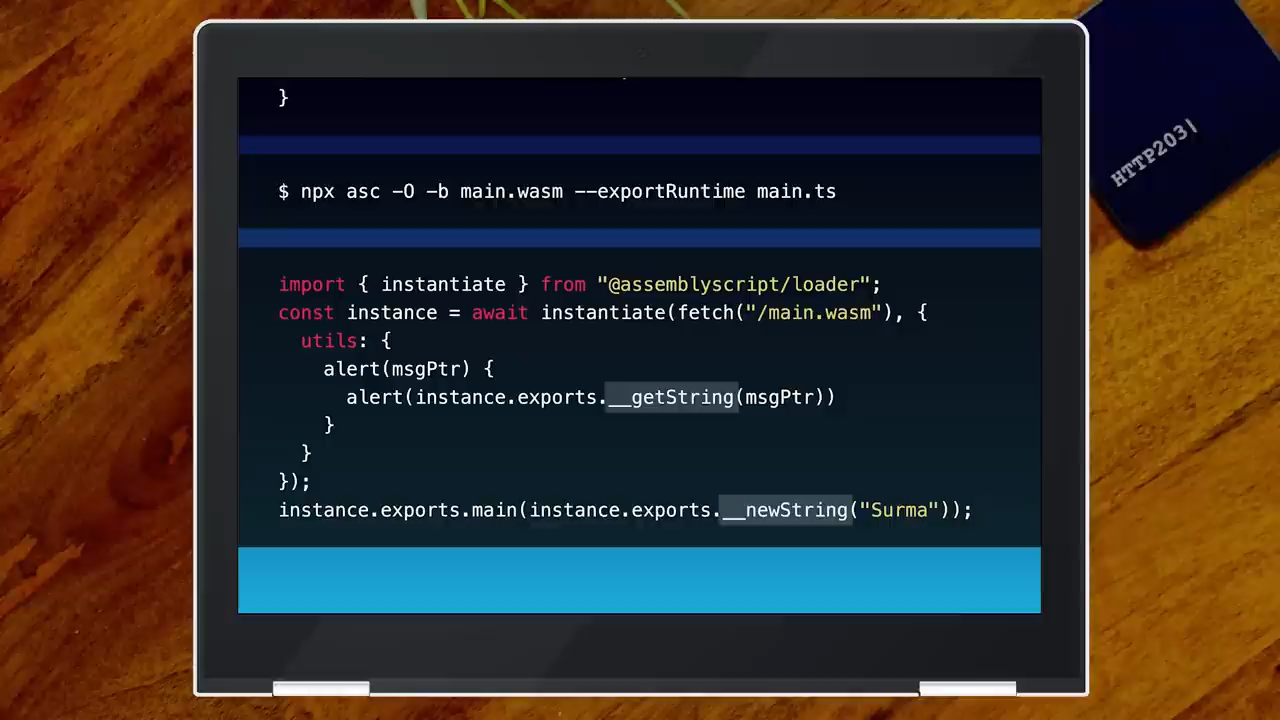 }
$ npx asc -O -b main.wasm --exportRuntime main.ts
import { instantiate } from "@assemblyscript/loader";
const instance = await instantiate(fetch("/main.wasm"), {
  utils: {
    alert(msgPtr) {
      alert(instance.exports.__getString(msgPtr))
    }
  }
});
instance.exports.main(instance.exports.__newString("Surma"));
HTTP203|